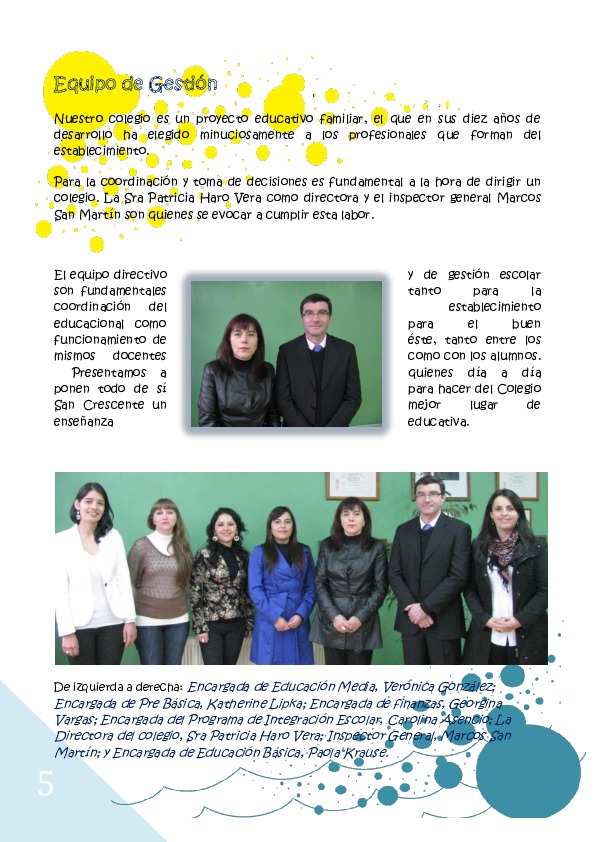 Equipo de Gestión
Nuestro colegio es un proyecto educativo familiar, el que en sus diez años de
desarrollo ha elegido minuciosamente a los profesionales que forman del
establecimiento.
Para la coordinación y toma de decisiones es fundamental a la hora de dirigir un
colegio. La Sra Patricia Haro Vera como directora y el inspector general Marcos
San Martín son quienes se evocar a cumplir esta labor.
El equipo directivo y de gestión escolar
son fundamentales tanto para la
coordinación del establecimiento
educacional como para el buen
funcionamiento de éste, tanto entre los
mismos docentes como con los alumnos.
Presentamos a quienes día a día
ponen todo de sí para hacer del Colegio
San Crescente un mejor lugar de
enseñanza educativa.
De izquierda a derecha: Encargada de Educación Media, Verónica González;
Encargada de Pre Básica, Katherine Lipka; Encargada de Finanzas, Georgina
Vargas; Encargada del Programa de Integración Escolar, Carolina Asencio; La
Directora del colegio, Sra Patricia Haro Vera; Inspector General, Marcos San
Martín; y Encargada de Educación Básica, Paola Krause.
5